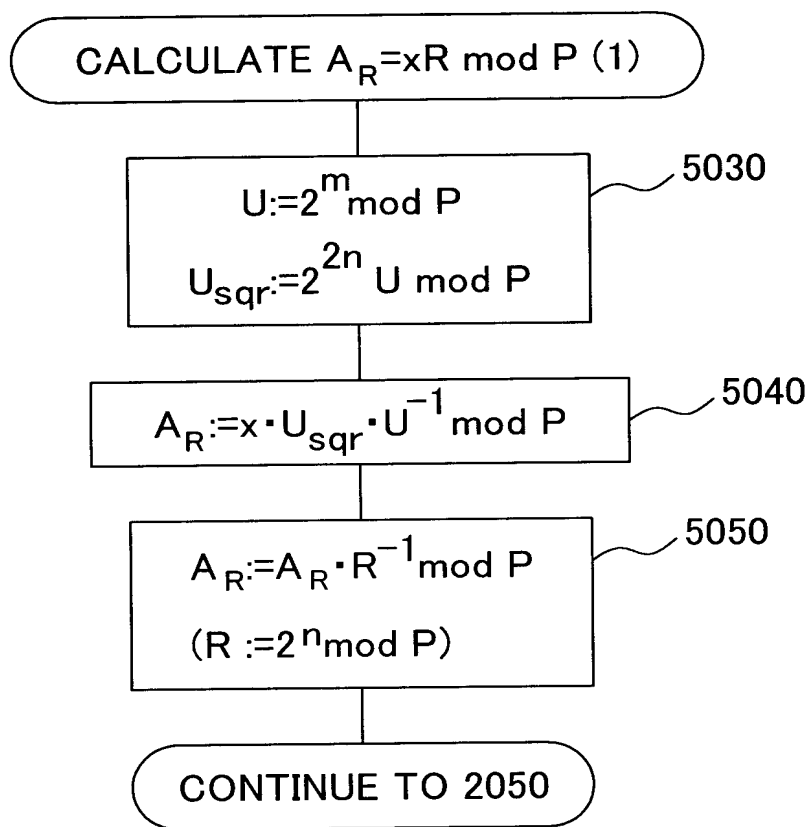 CALCULATE A_R=xR mod P (1)
5030
U:=2^m mod P
U_sqr:=2^2n U mod P
5040
A_R:=x・U_sqr・U^−1 mod P
5050
A_R:=A_R・R^−1 mod P
(R :=2^n mod P)
CONTINUE TO 2050